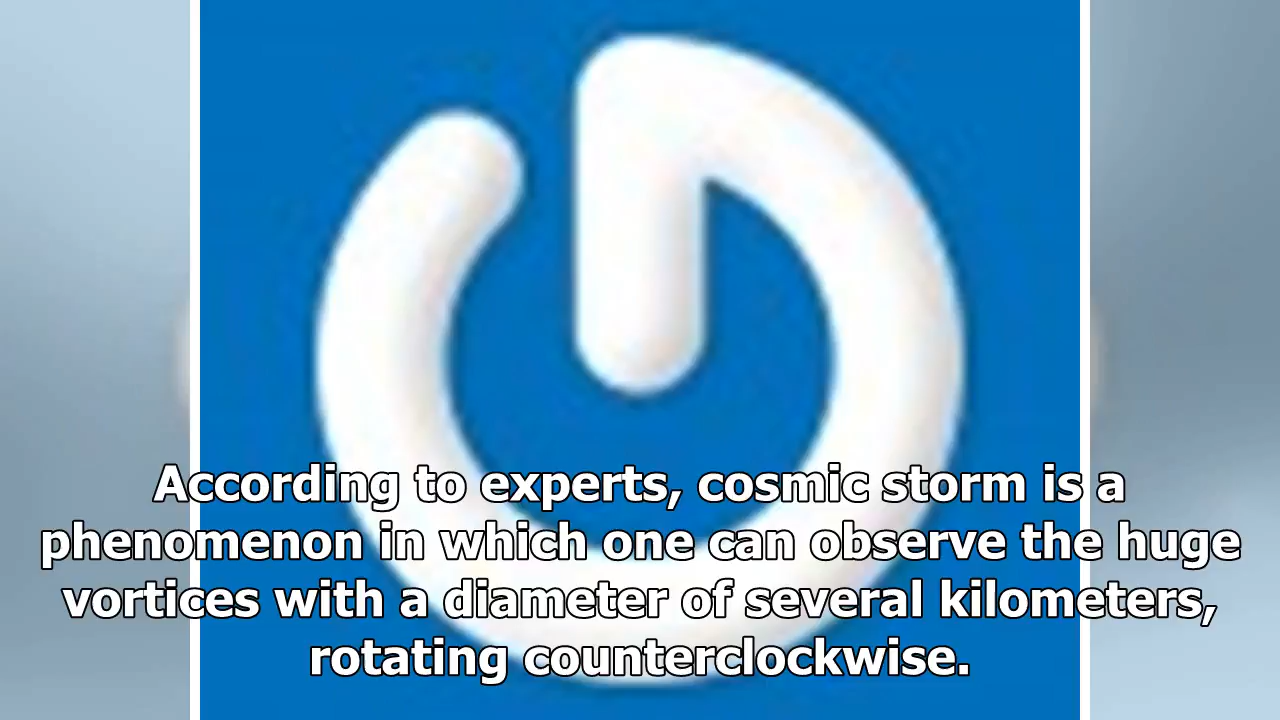 According to experts, cosmic storm is a
phenomenon in which one can observe the huge
vortices with a diameter of several kilometers,
rotating counterclockwise.